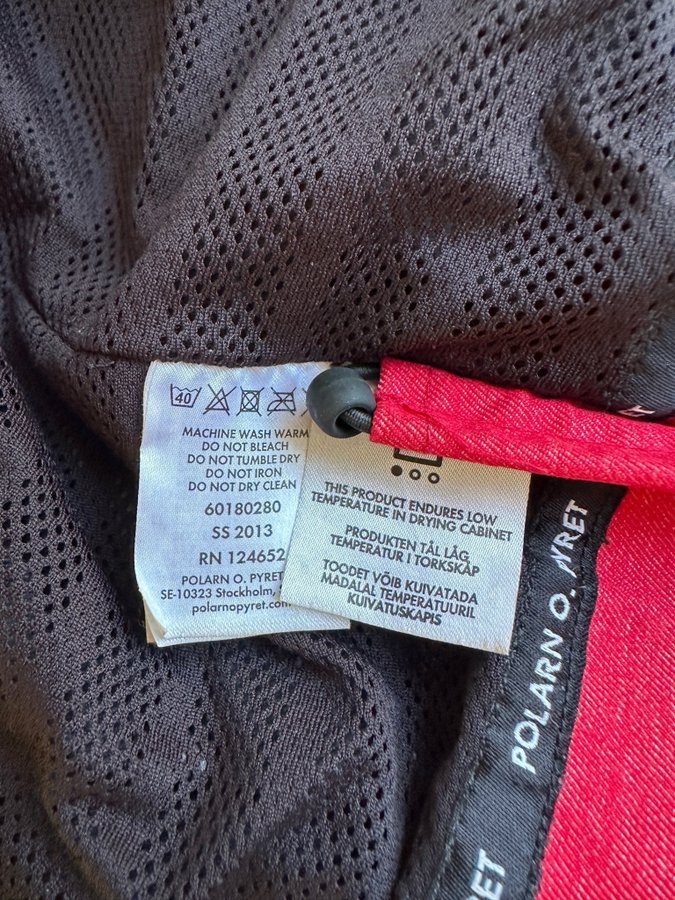 40
MACHINE WASH WARM
DO NOT BLEACH
DO NOT TUMBLE DRY
DO NOT IRON
DO NOT DRY CLEAN
60180280
SS 2013
RN 124652
POLARN O. PYRET
SE-10323 Stockholm,
polarnopyret.com
THIS PRODUCT ENDURES LOW
TEMPERATURE IN DRYING CABINET
PRODUKTEN TÅL LÅG
TEMPERATUR I TORKSKÅP
TOODET VÕIB KUIVATADA
MADALAL TEMPERATUURIL
KUIVATUSKAPIS
POLARN O. PYRET
RET
ET